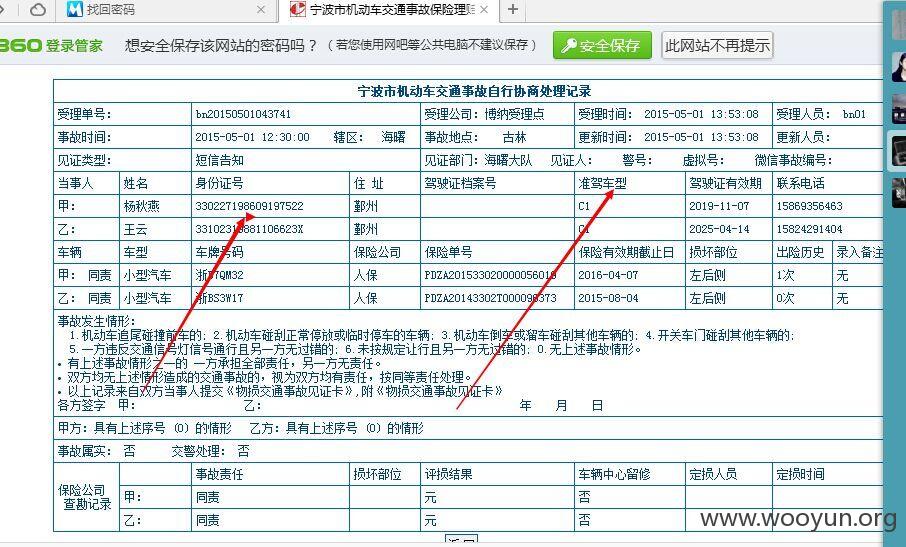 找回密码
宁波市机动车交通事故保险理赔
360 登录管家 想安全保存该网站的密码吗？（若您使用网吧等公共电脑不建议保存） 安全保存 此网站不再提示
宁波市机动车交通事故自行协商处理记录
受理单号： bn20150501043741 受理公司：博纳受理点 受理时间： 2015-05-01 13:53:08 受理人员： bn01
事故时间： 2015-05-01 12:30:00 辖区： 海曙 事故地点： 古林 更新时间： 2015-05-01 13:53:08 更新人员：
见证类型： 短信告知 见证部门：海曙大队 见证人： 警号： 虚拟号： 微信事故编号：
当事人 姓名 身份证号 住 址 驾驶证档案号 准驾车型 驾驶证有效期 联系电话
甲： 杨秋燕 330227198609197522 鄞州 C1 2019-11-07 15869356463
乙： 王云 鄞州 C1 2025-04-14 15824291404
车辆 车型 车牌号码 保险公司 保险单号 保险有效期截止日 损坏部位 出险历史 录入备注
甲： 同责 小型汽车 人保 2016-04-07 左后侧 1次 无
乙： 同责 小型汽车 浙BS3W17 人保 2015-08-04 左后侧 0次 无
事故发生情形：
1.机动车追尾碰撞前车的；2.机动车碰刮正常停放或临时停车的车辆；3.机动车倒车或溜车碰刮其他车辆的；4.开关车门碰刮其他车辆的；
5.一方违反交通信号灯信号通行且另一方无过错的；6.未按规定让行且另一方无过错的；0.无上述事故情形。
• 有上述事故情形之一的 一方承担全部责任，另一方无责任。
• 双方均无上述情形造成的交通事故的，视为双方均有责任，按同等责任处理。
• 以上记录来自双方当事人提交《物损交通事故见证卡》,附《物损交通事故见证卡》
各方签字 甲： 乙： 年 月 日
甲方：具有上述序号（0）的情形 乙方：具有上述序号（0）的情形
事故属实： 否 交警处理： 否
保险公司查勘记录 事故责任 损坏部位 评损结果 车辆中心留修 定损人员 定损时间
甲： 同责 元 否
乙： 同责 元 否
返回
www.wooyun.org